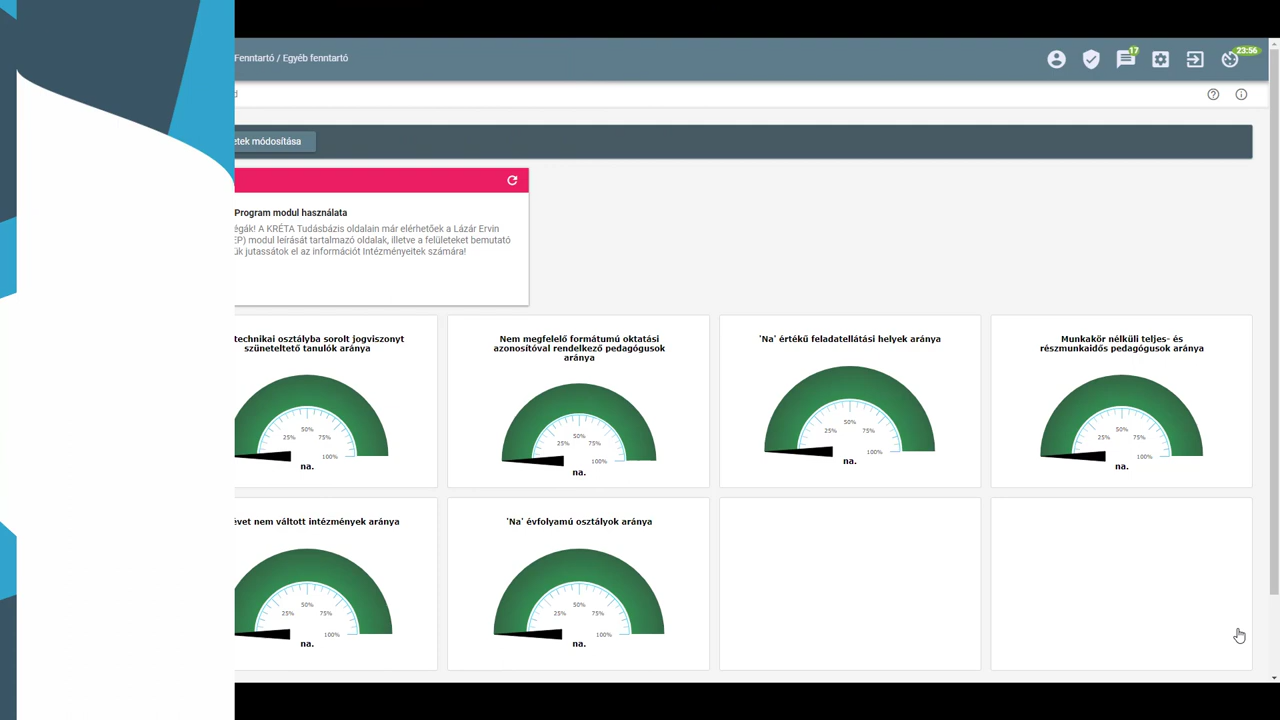 Fenntartó / Egyéb fenntartó
17
23:56
etek módosítása
Program modul használata
égák! A KRÉTA Tudásbázis oldalain már elérhetőek a Lázár Ervin
EP) modul leírását tartalmazó oldalak, illetve a felületeket bemutató
ük jutassátok el az információt Intézményeitek számára!
technikai osztályba sorolt jogviszonyt
szüneteltető tanulók aránya
25%
50%
75%
100%
na.
Nem megfelelő formátumú oktatási
azonosítóval rendelkező pedagógusok
aránya
25%
50%
75%
100%
na.
'Na' értékű feladatellátási helyek aránya
25%
50%
75%
100%
na.
Munkakör nélküli teljes- és
részmunkaidős pedagógusok aránya
25%
50%
75%
100%
na.
évet nem váltott intézmények aránya
25%
50%
75%
100%
na.
'Na' évfolyamú osztályok aránya
25%
50%
75%
100%
na.